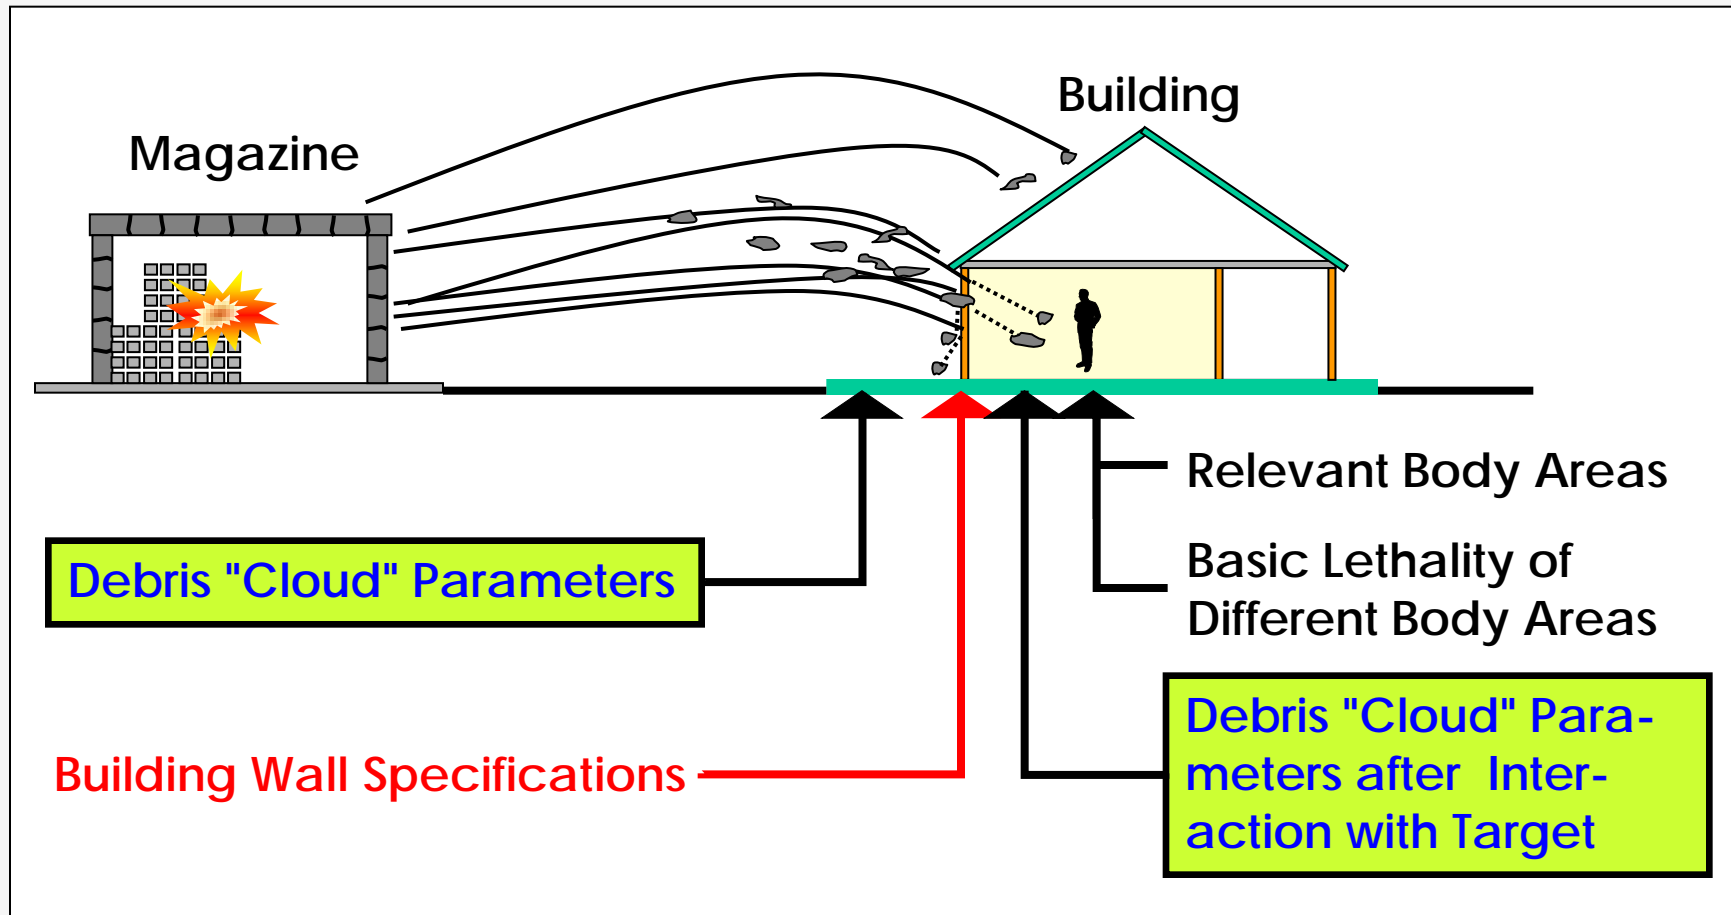 Magazine
Building
Relevant Body Areas
Basic Lethality of
Different Body Areas
Debris "Cloud" Parameters
Building Wall Specifications
Debris "Cloud" Para-
meters after Inter-
action with Target